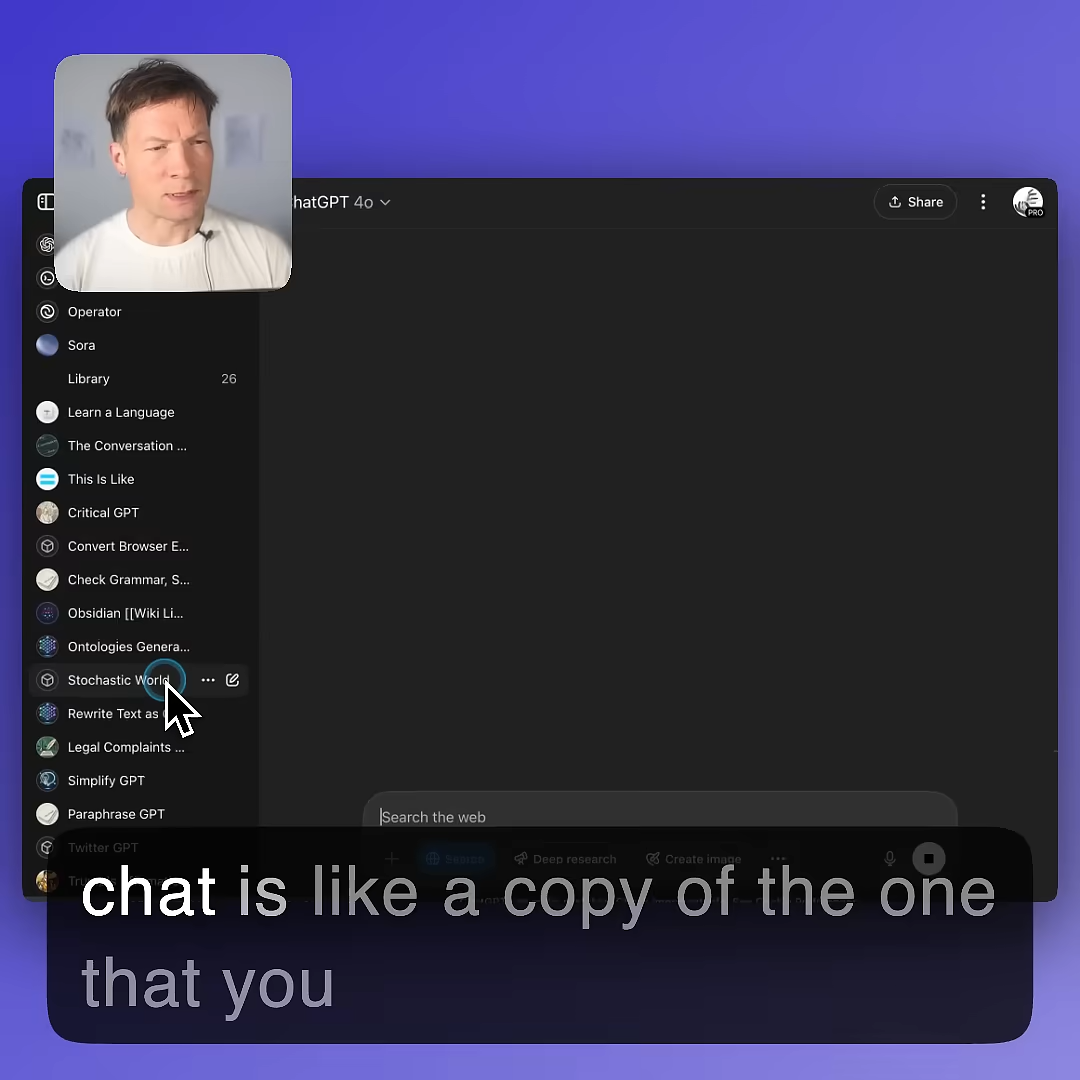 hatGPT 4o
Share
PRO
Operator
Sora
Library 26
Learn a Language
The Conversation ...
This Is Like
Critical GPT
Convert Browser E...
Check Grammar, S...
Obsidian [[Wiki Li...
Ontologies Genera...
Stochastic World
Rewrite Text as
Legal Complaints ...
Simplify GPT
Paraphrase GPT
Twitter GPT
Search the web
Search Deep research Create image
chat is like a copy of the one
that you